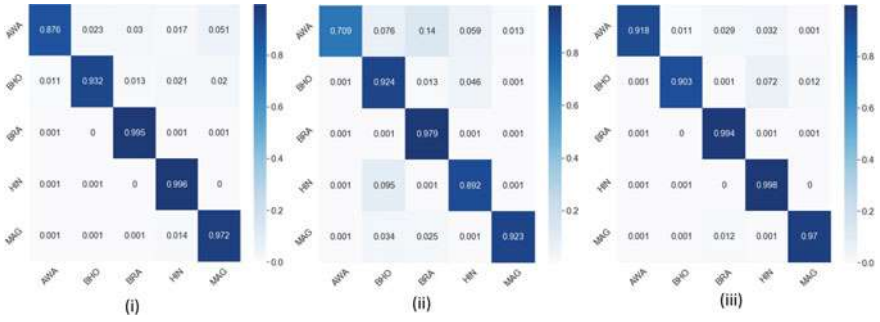 AWA 0.876 0.023 0.03 0.017 0.051
BHO 0.011 0.932 0.013 0.021 0.02
BRA 0.001 0 0.995 0.001 0.001
HIN 0.001 0.001 0 0.996 0
MAG 0.001 0.001 0.001 0.014 0.972
AWA BHO BRA HIN MAG
0.8
0.6
0.4
0.2
0.0
(i)
AWA 0.709 0.076 0.14 0.059 0.013
BHO 0.001 0.924 0.013 0.046 0.001
BRA 0.001 0.001 0.979 0.001 0.001
HIN 0.001 0.095 0.001 0.892 0.001
MAG 0.001 0.034 0.025 0.001 0.923
AWA BHO BRA HIN MAG
0.8
0.6
0.4
0.2
(ii)
AWA 0.918 0.011 0.029 0.032 0.001
BHO 0.001 0.903 0.001 0.072 0.012
BRA 0.001 0 0.994 0.001 0.001
HIN 0.001 0.001 0 0.998 0
MAG 0.001 0.001 0.012 0.001 0.97
AWA BHO BRA HIN MAG
0.8
0.6
0.4
0.2
0.0
(iii)